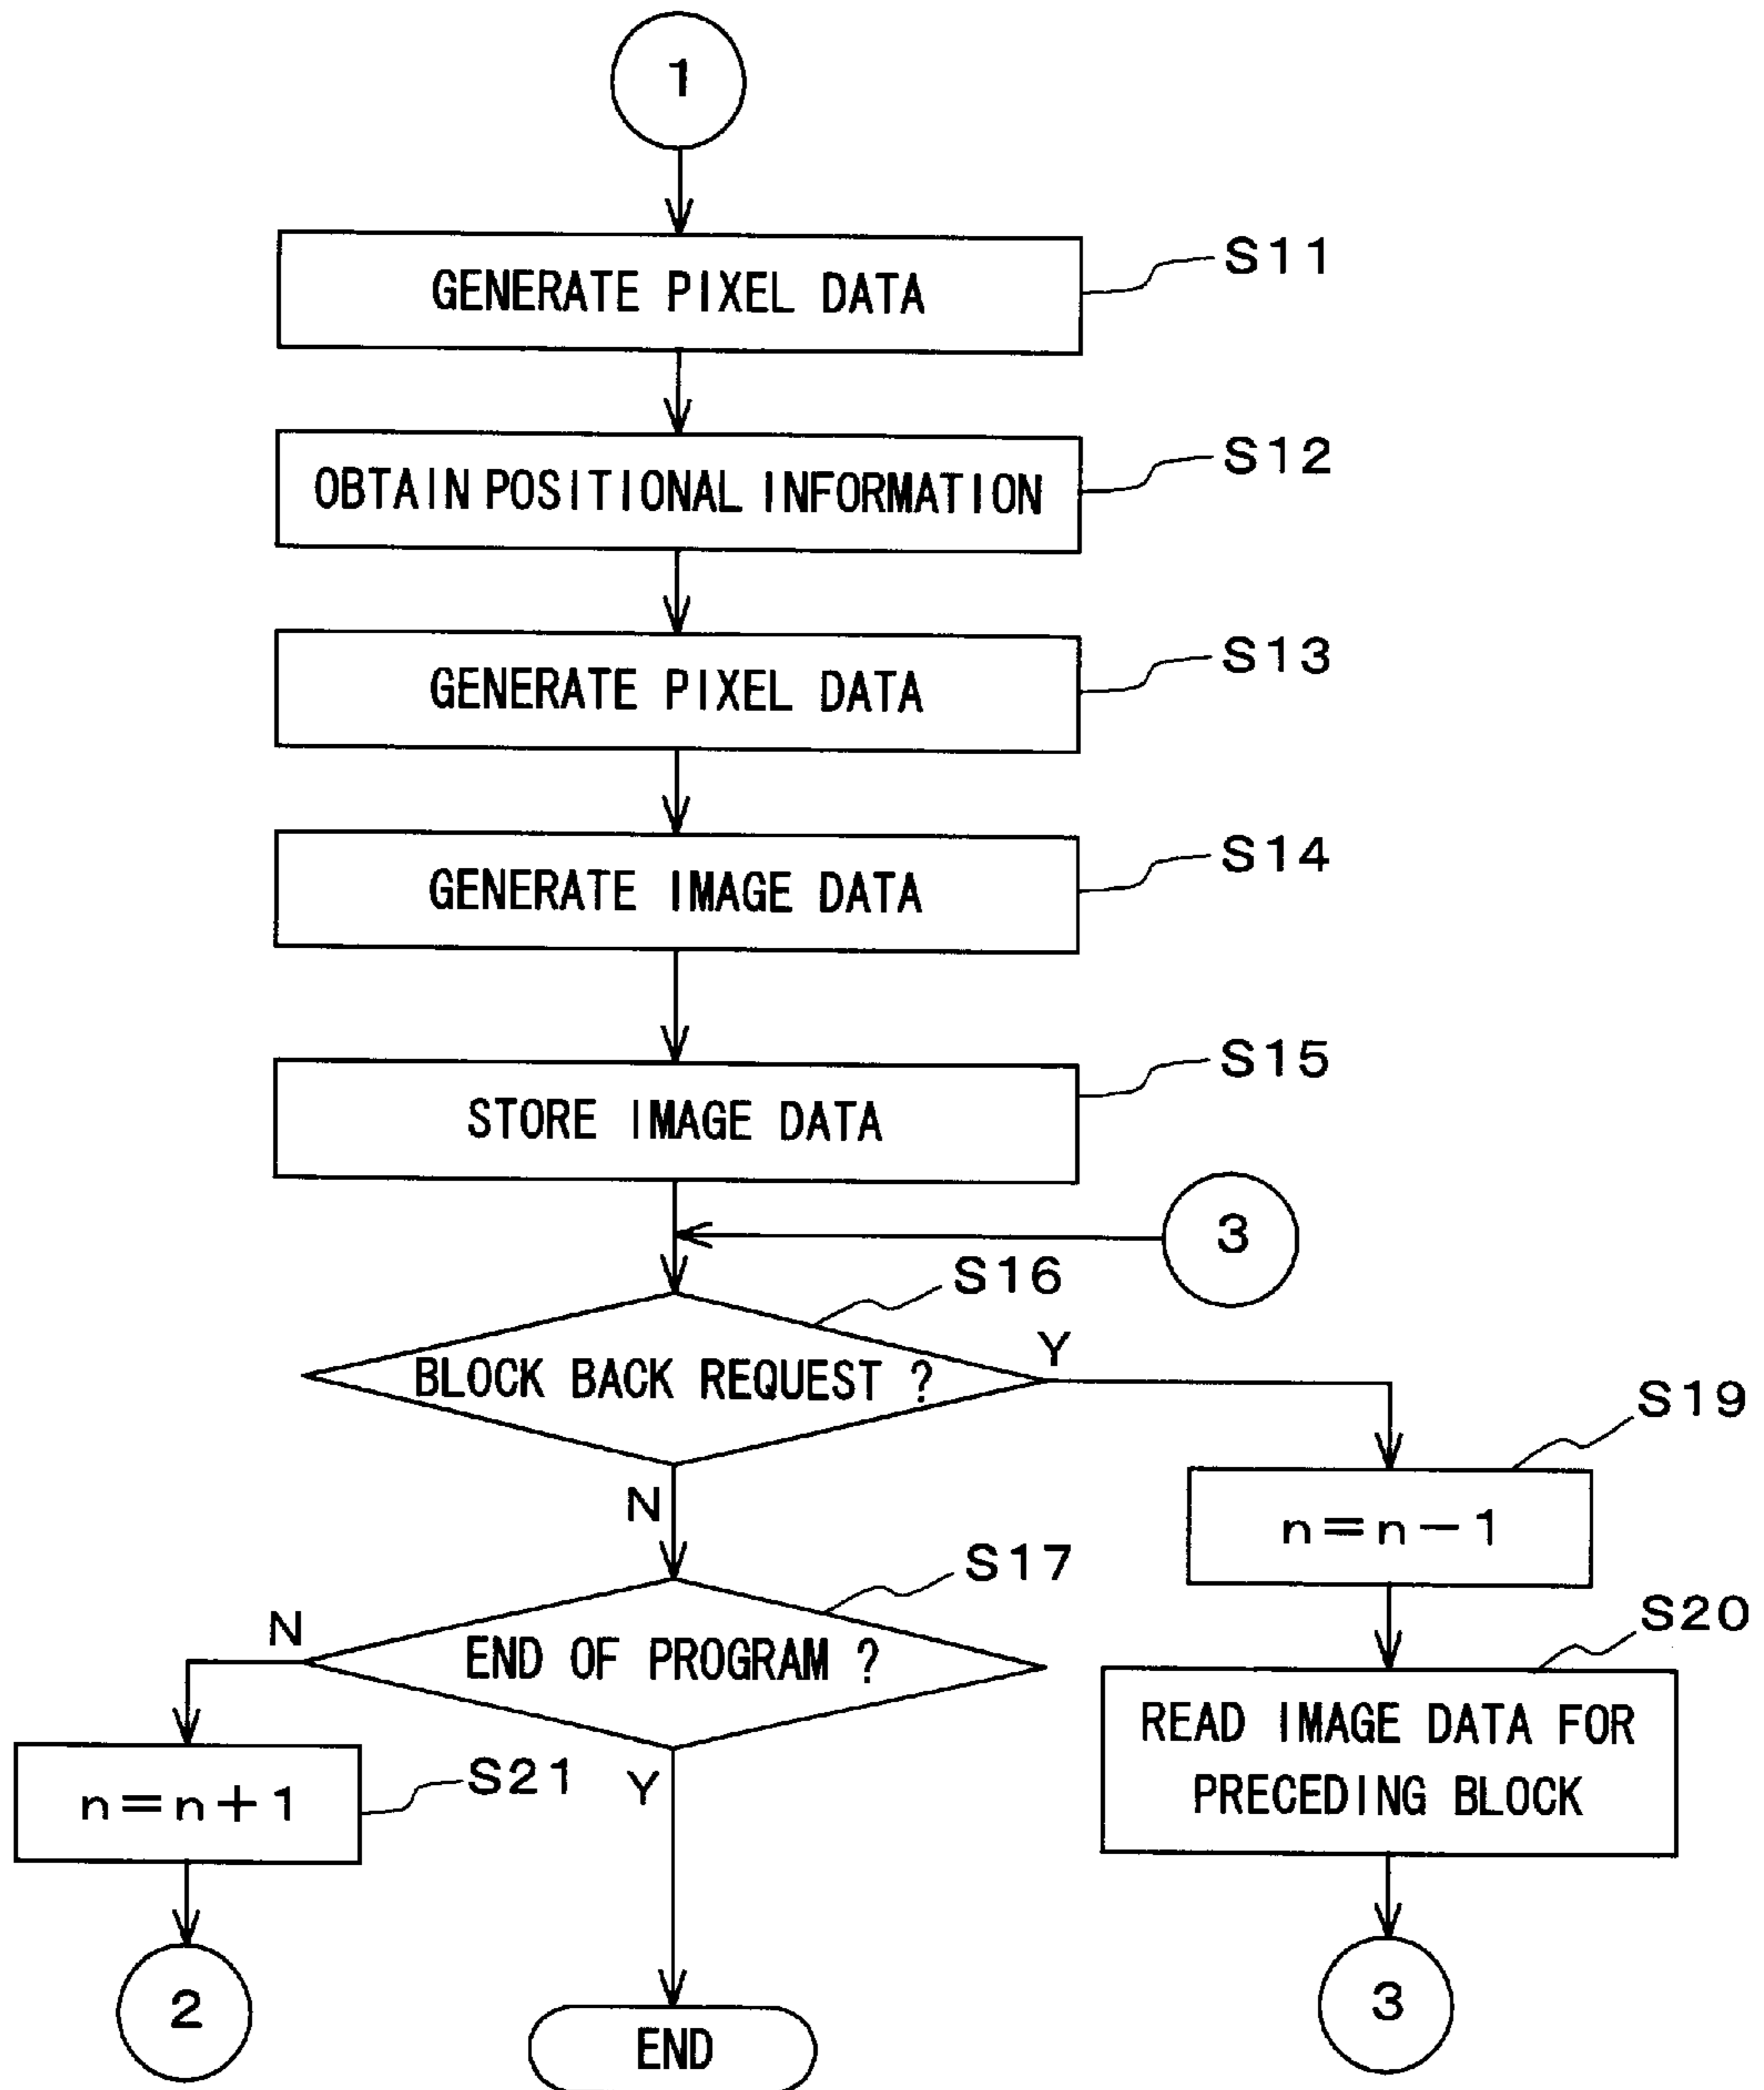 1
GENERATE PIXEL DATA
S11
OBTAIN POSITIONAL INFORMATION
S12
GENERATE PIXEL DATA
S13
GENERATE IMAGE DATA
S14
STORE IMAGE DATA
S15
3
S16
BLOCK BACK REQUEST ?
Y
N
S19
n=n-1
S17
END OF PROGRAM ?
N
Y
S20
READ IMAGE DATA FOR
PRECEDING BLOCK
S21
n=n+1
2
END
3